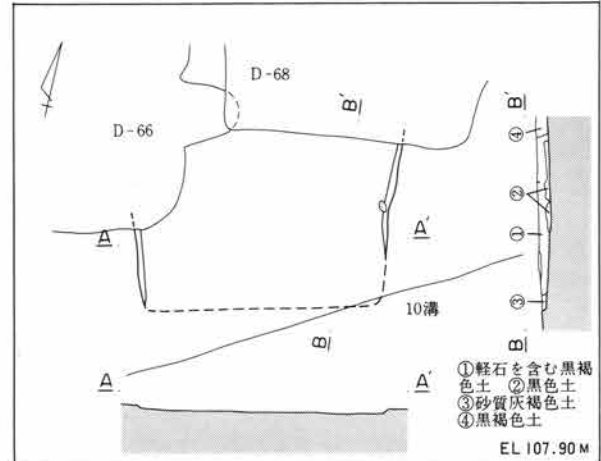 D-68
D-66
B'
A
A'
10溝
B
A
A'
B'
④
②
①
③
B
①軽石を含む黒褐
色土 ②黒色土
③砂質灰褐色土
④黒褐色土
EL 107.90M